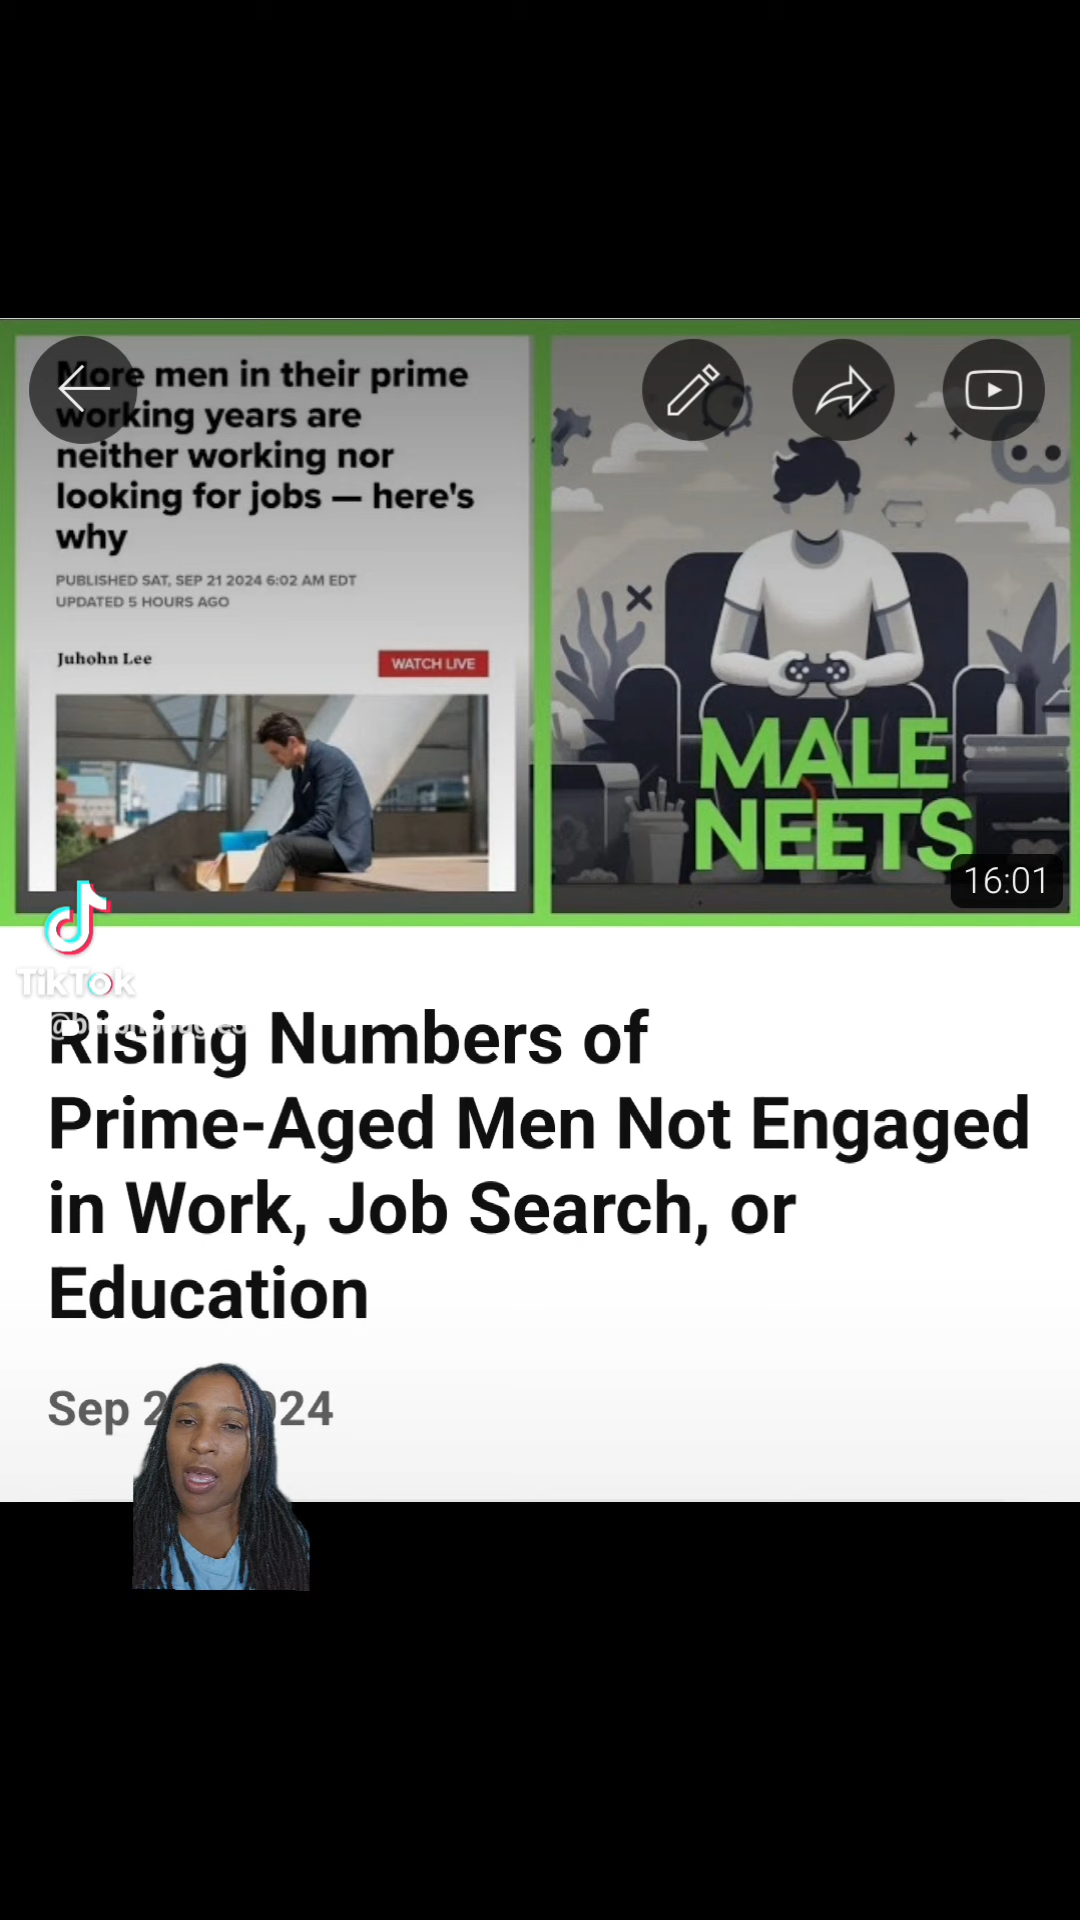 More men in their prime
working years are
neither working nor
looking for jobs — here's
why
PUBLISHED SAT, SEP 21 2024 6:02 AM EDT
UPDATED 5 HOURS AGO
Juhohn Lee
WATCH LIVE
MALE
NEETS
16:01
TikTok
Rising Numbers of
Prime-Aged Men Not Engaged
in Work, Job Search, or
Education
Sep 2 24